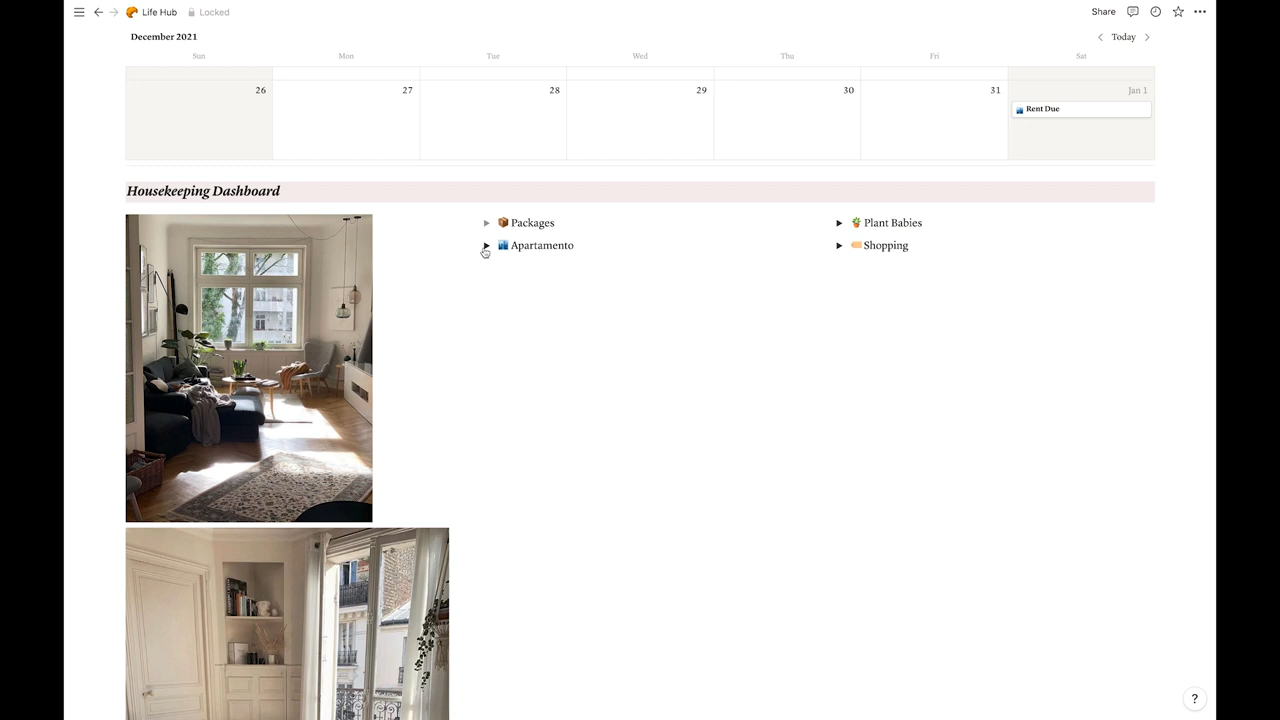 Life Hub Locked Share
December 2021 Today
Sun Mon Tue Wed Thu Fri Sat
26 27 28 29 30 31 Jan 1
Rent Due
Housekeeping Dashboard
Packages
Apartamento
Plant Babies
Shopping
?